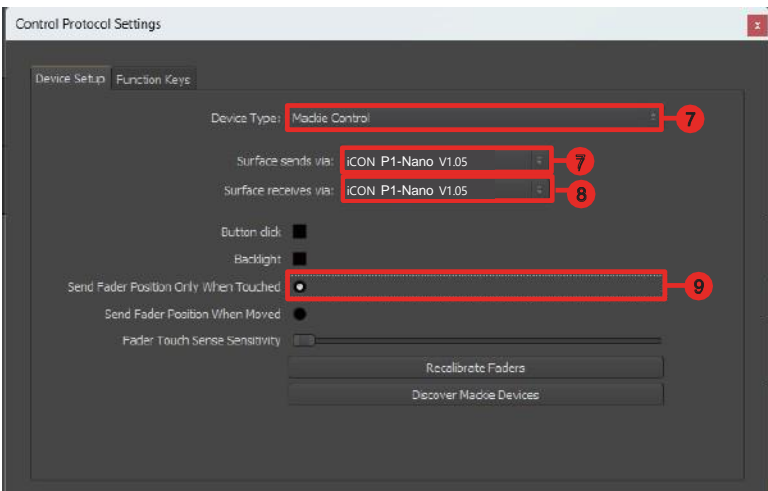 Control Protocol Settings
x
Device Setup Function Keys
Device Type: Mackie Control 7
Surface sends via: iCON P1-Nano V1.05 7
Surface receives via: iCON P1-Nano V1.05 8
Button click
Backlight
Send Fader Position Only When Touched 9
Send Fader Position When Moved
Fader Touch Sense Sensitivity
Recalibrate Faders
Discover Mackie Devices